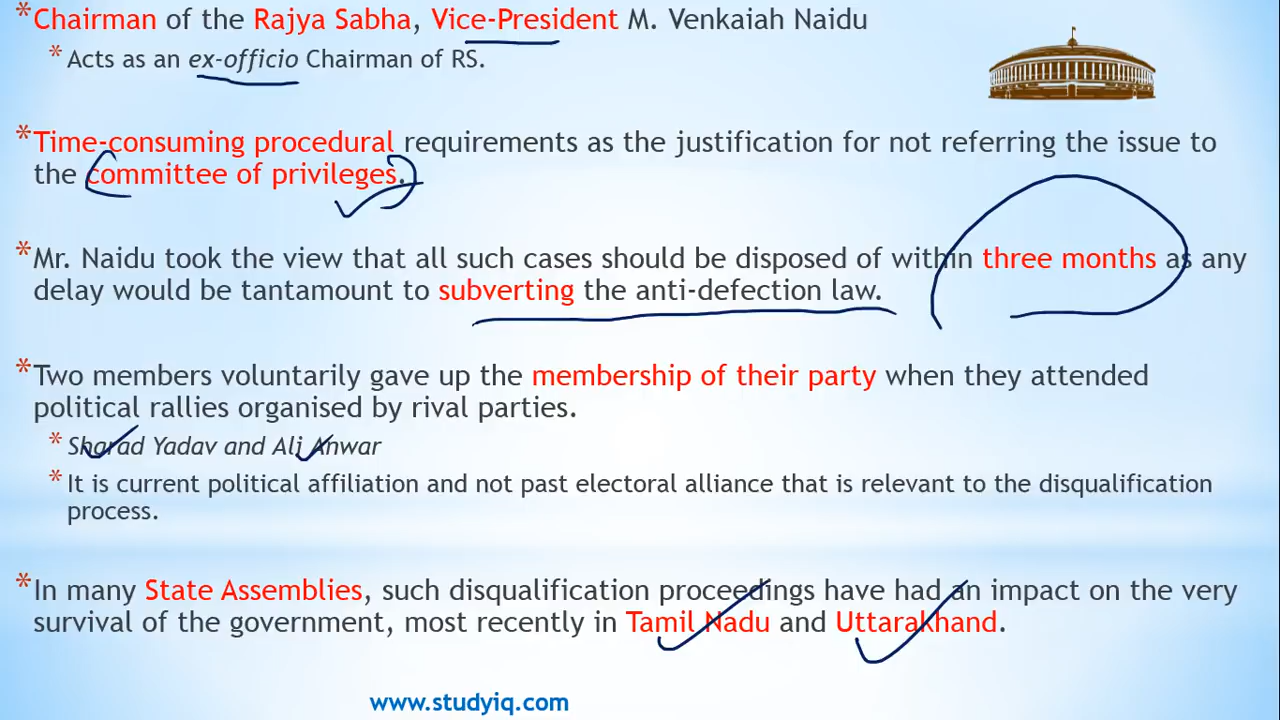 * Chairman of the Rajya Sabha, Vice-President M. Venkaiah Naidu
* Acts as an ex-officio Chairman of RS.
* Time-consuming procedural requirements as the justification for not referring the issue to
the committee of privileges.
* Mr. Naidu took the view that all such cases should be disposed of within three months as any
delay would be tantamount to subverting the anti-defection law.
* Two members voluntarily gave up the membership of their party when they attended
political rallies organised by rival parties.
* Sharad Yadav and Ali Anwar
* It is current political affiliation and not past electoral alliance that is relevant to the disqualification
process.
* In many State Assemblies, such disqualification proceedings have had an impact on the very
survival of the government, most recently in Tamil Nadu and Uttarakhand.
www.studyiq.com